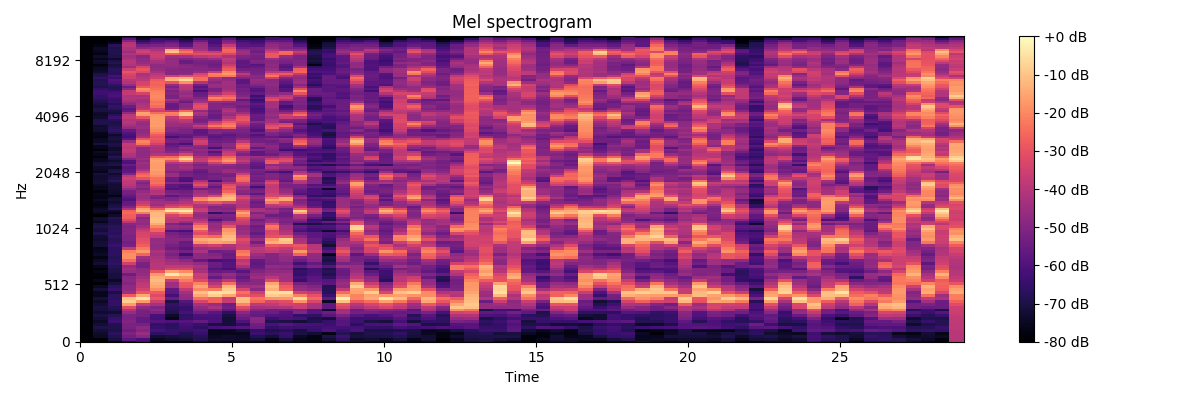 Mel spectrogram
Hz
8192
4096
2048
1024
512
0
0 5 10 15 20 25
Time
+0 dB
-10 dB
-20 dB
-30 dB
-40 dB
-50 dB
-60 dB
-70 dB
-80 dB